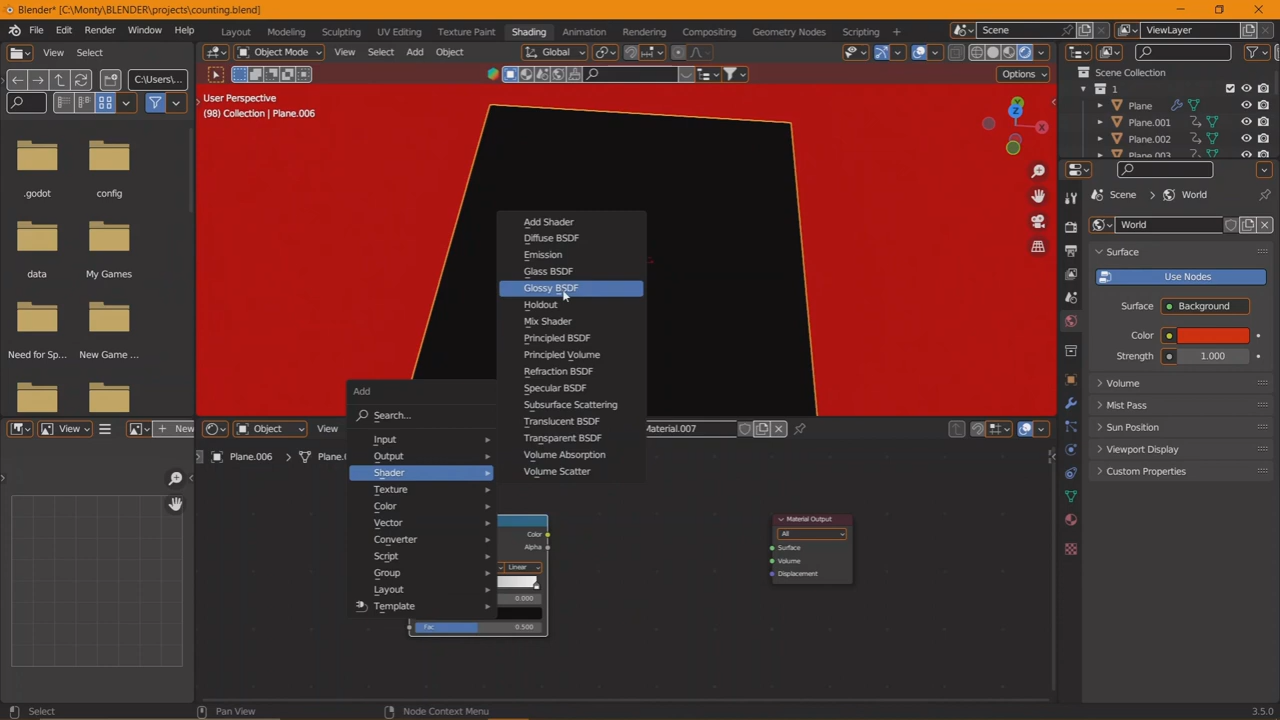 Blender* [C:\Monty\BLENDER\projects\counting.blend]
File Edit Render Window Help
Layout Modeling Sculpting UV Editing Texture Paint Shading Animation Rendering Compositing Geometry Nodes Scripting +
Scene
ViewLayer
View Select
Object Mode View Select Add Object
Global
C:\Users\...
Options
User Perspective
(98) Collection | Plane.006
.godot
config
data
My Games
Need for Sp...
New Game ...
Scene Collection
1
Plane
Plane.001
Plane.002
Plane.003
Scene
World
World
Surface
Use Nodes
Surface
Background
Color
Strength
1.000
Volume
Mist Pass
Sun Position
Viewport Display
Custom Properties
Add Shader
Diffuse BSDF
Emission
Glass BSDF
Glossy BSDF
Holdout
Mix Shader
Principled BSDF
Principled Volume
Refraction BSDF
Specular BSDF
Subsurface Scattering
Translucent BSDF
Transparent BSDF
Volume Absorption
Volume Scatter
Add
Search...
Input
Output
Shader
Texture
Color
Vector
Converter
Script
Group
Layout
Template
View
New
Object
View
Material.007
Plane.006
Plane.0
Color
Alpha
Linear
0.000
Fac
0.500
Material Output
All
Surface
Volume
Displacement
Select
Pan View
Node Context Menu
3.5.0